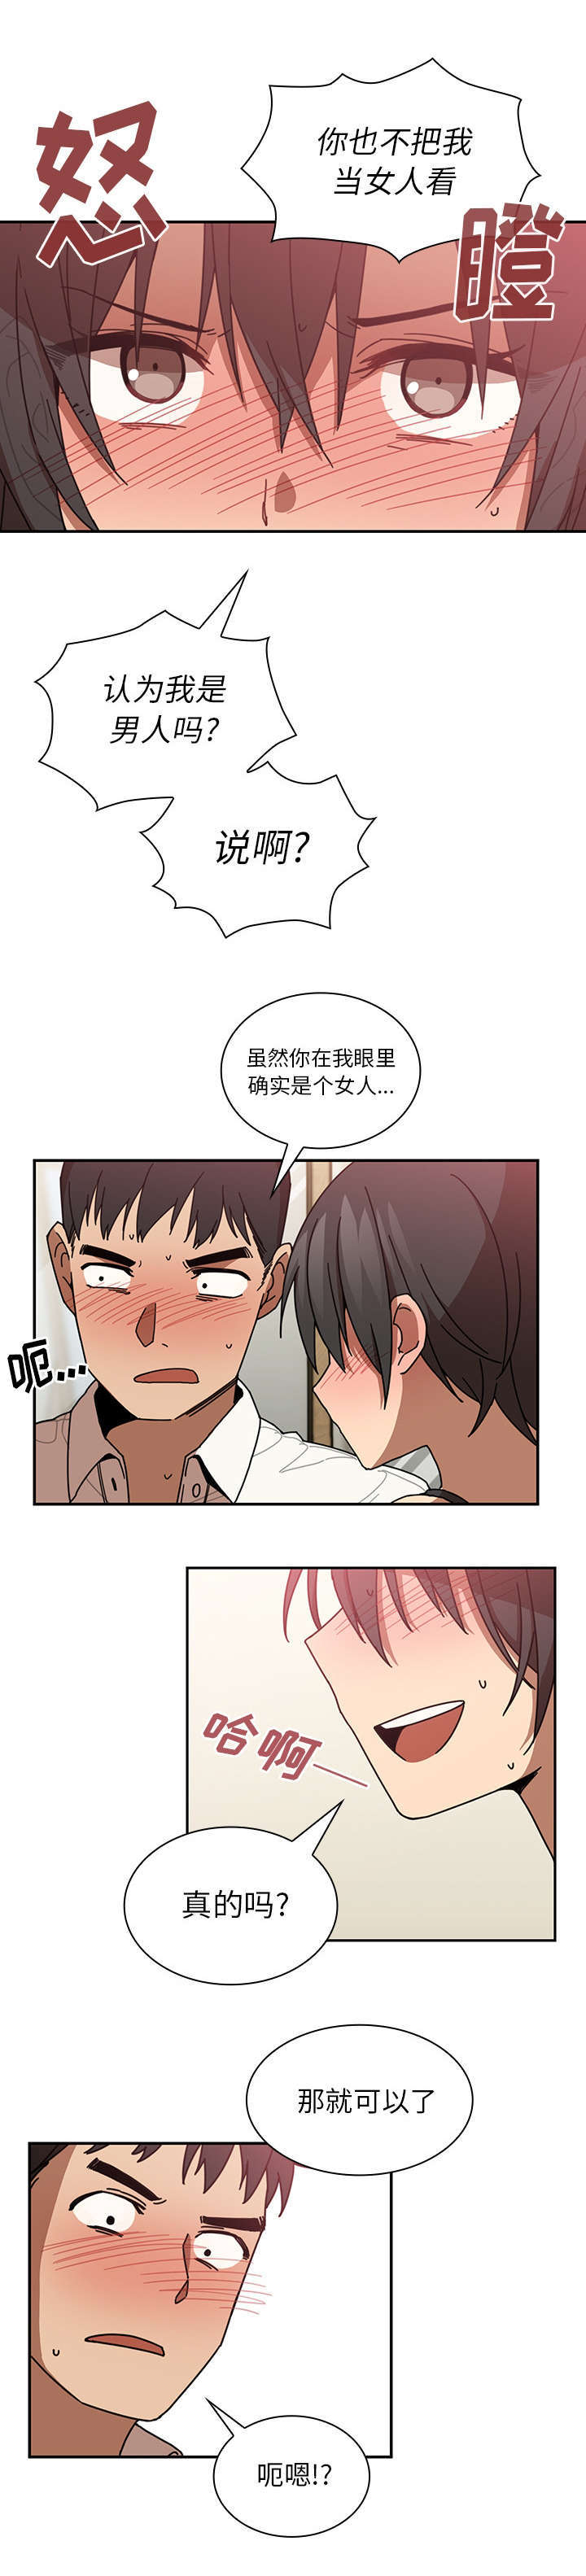 怒
你也不把我
当女人看
瞪
认为我是
男人吗?
说啊?
虽然你在我眼里
确实是个女人...
呃...
哈啊—
真的吗?
那就可以了
呃嗯!?